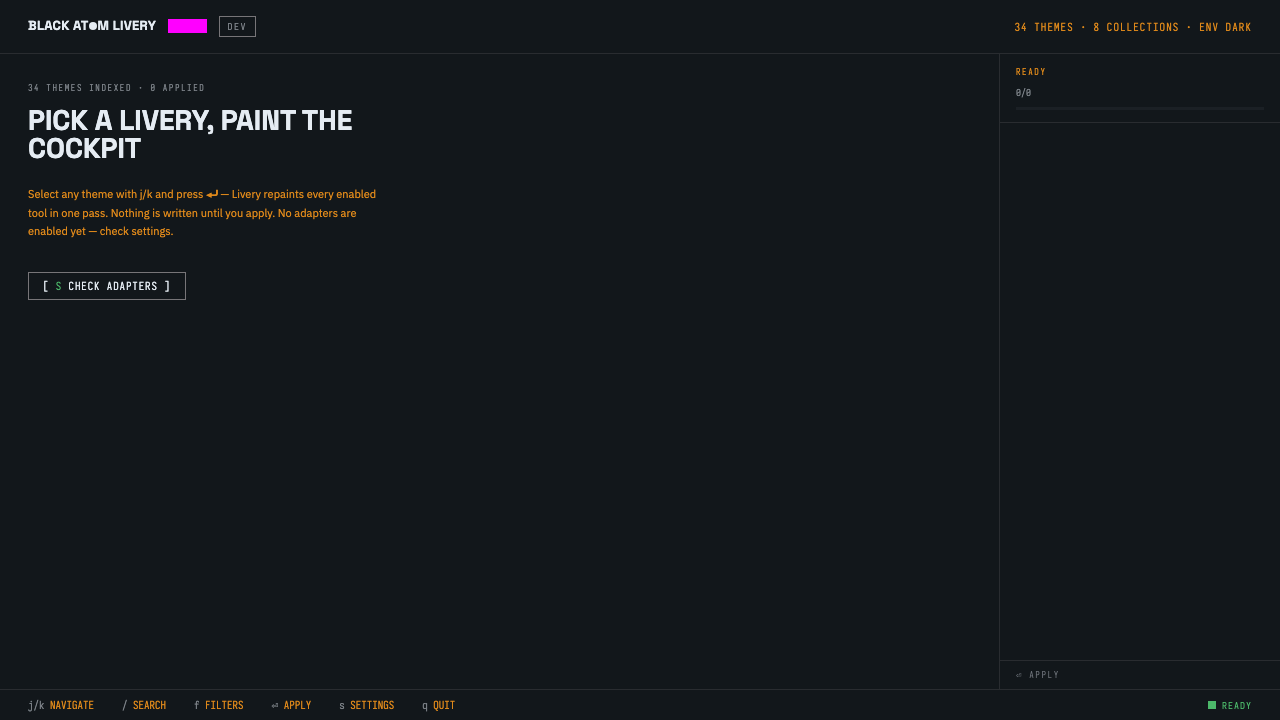 BLACK ATOM LIVERY
DEV
34 THEMES · 8 COLLECTIONS · ENV DARK
34 THEMES INDEXED · 0 APPLIED
PICK A LIVERY, PAINT THE
COCKPIT
Select any theme with j/k and press ⏎ — Livery repaints every enabled
tool in one pass. Nothing is written until you apply. No adapters are
enabled yet — check settings.
[ S CHECK ADAPTERS ]
READY
0/0
⏎ APPLY
j/k NAVIGATE / SEARCH f FILTERS ⏎ APPLY s SETTINGS q QUIT
READY